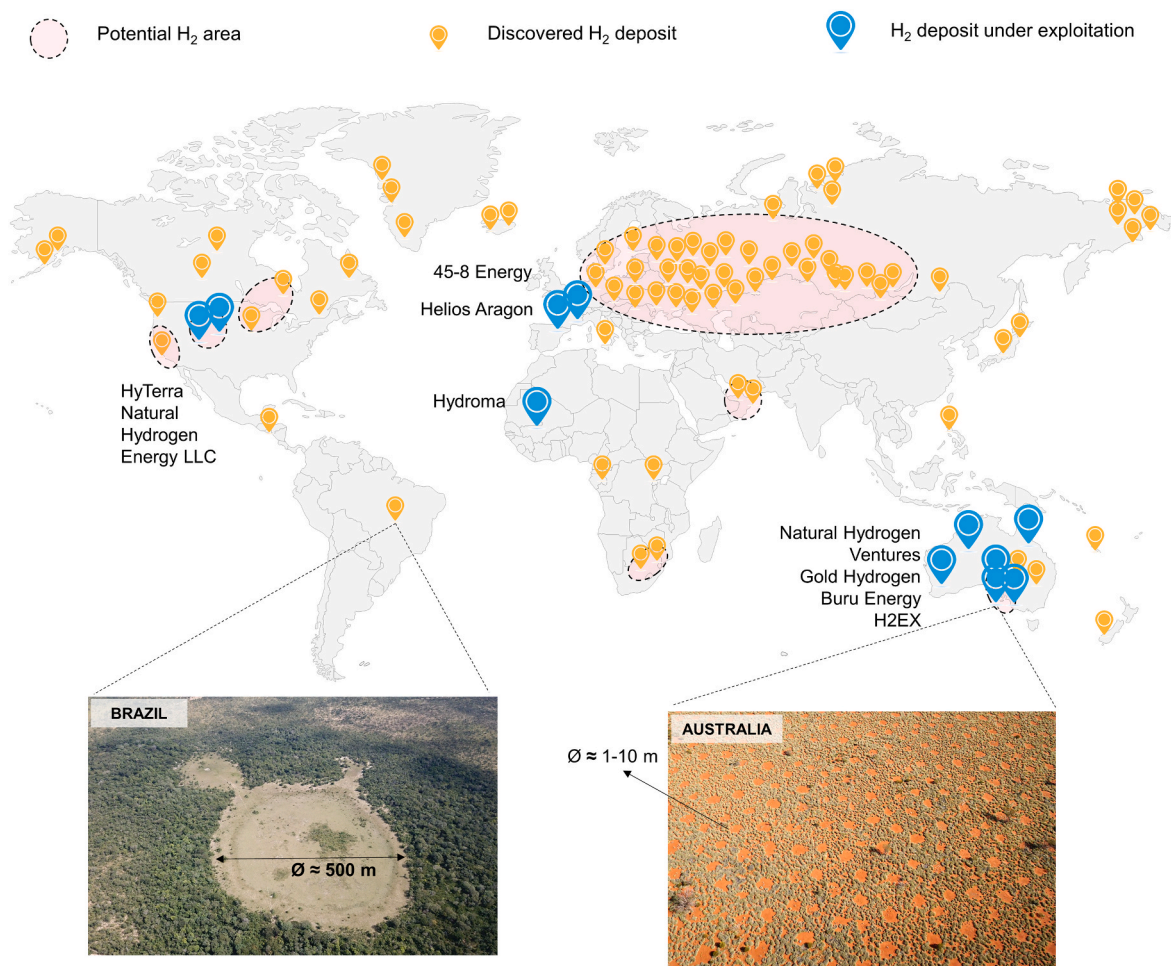 Potential H₂ area
Discovered H₂ deposit
H₂ deposit under exploitation
45-8 Energy
Helios Aragon
HyTerra
Natural
Hydrogen
Energy LLC
Hydroma
Natural Hydrogen
Ventures
Gold Hydrogen
Buru Energy
H2EX
BRAZIL
Ø ≈ 500 m
AUSTRALIA
Ø ≈ 1-10 m